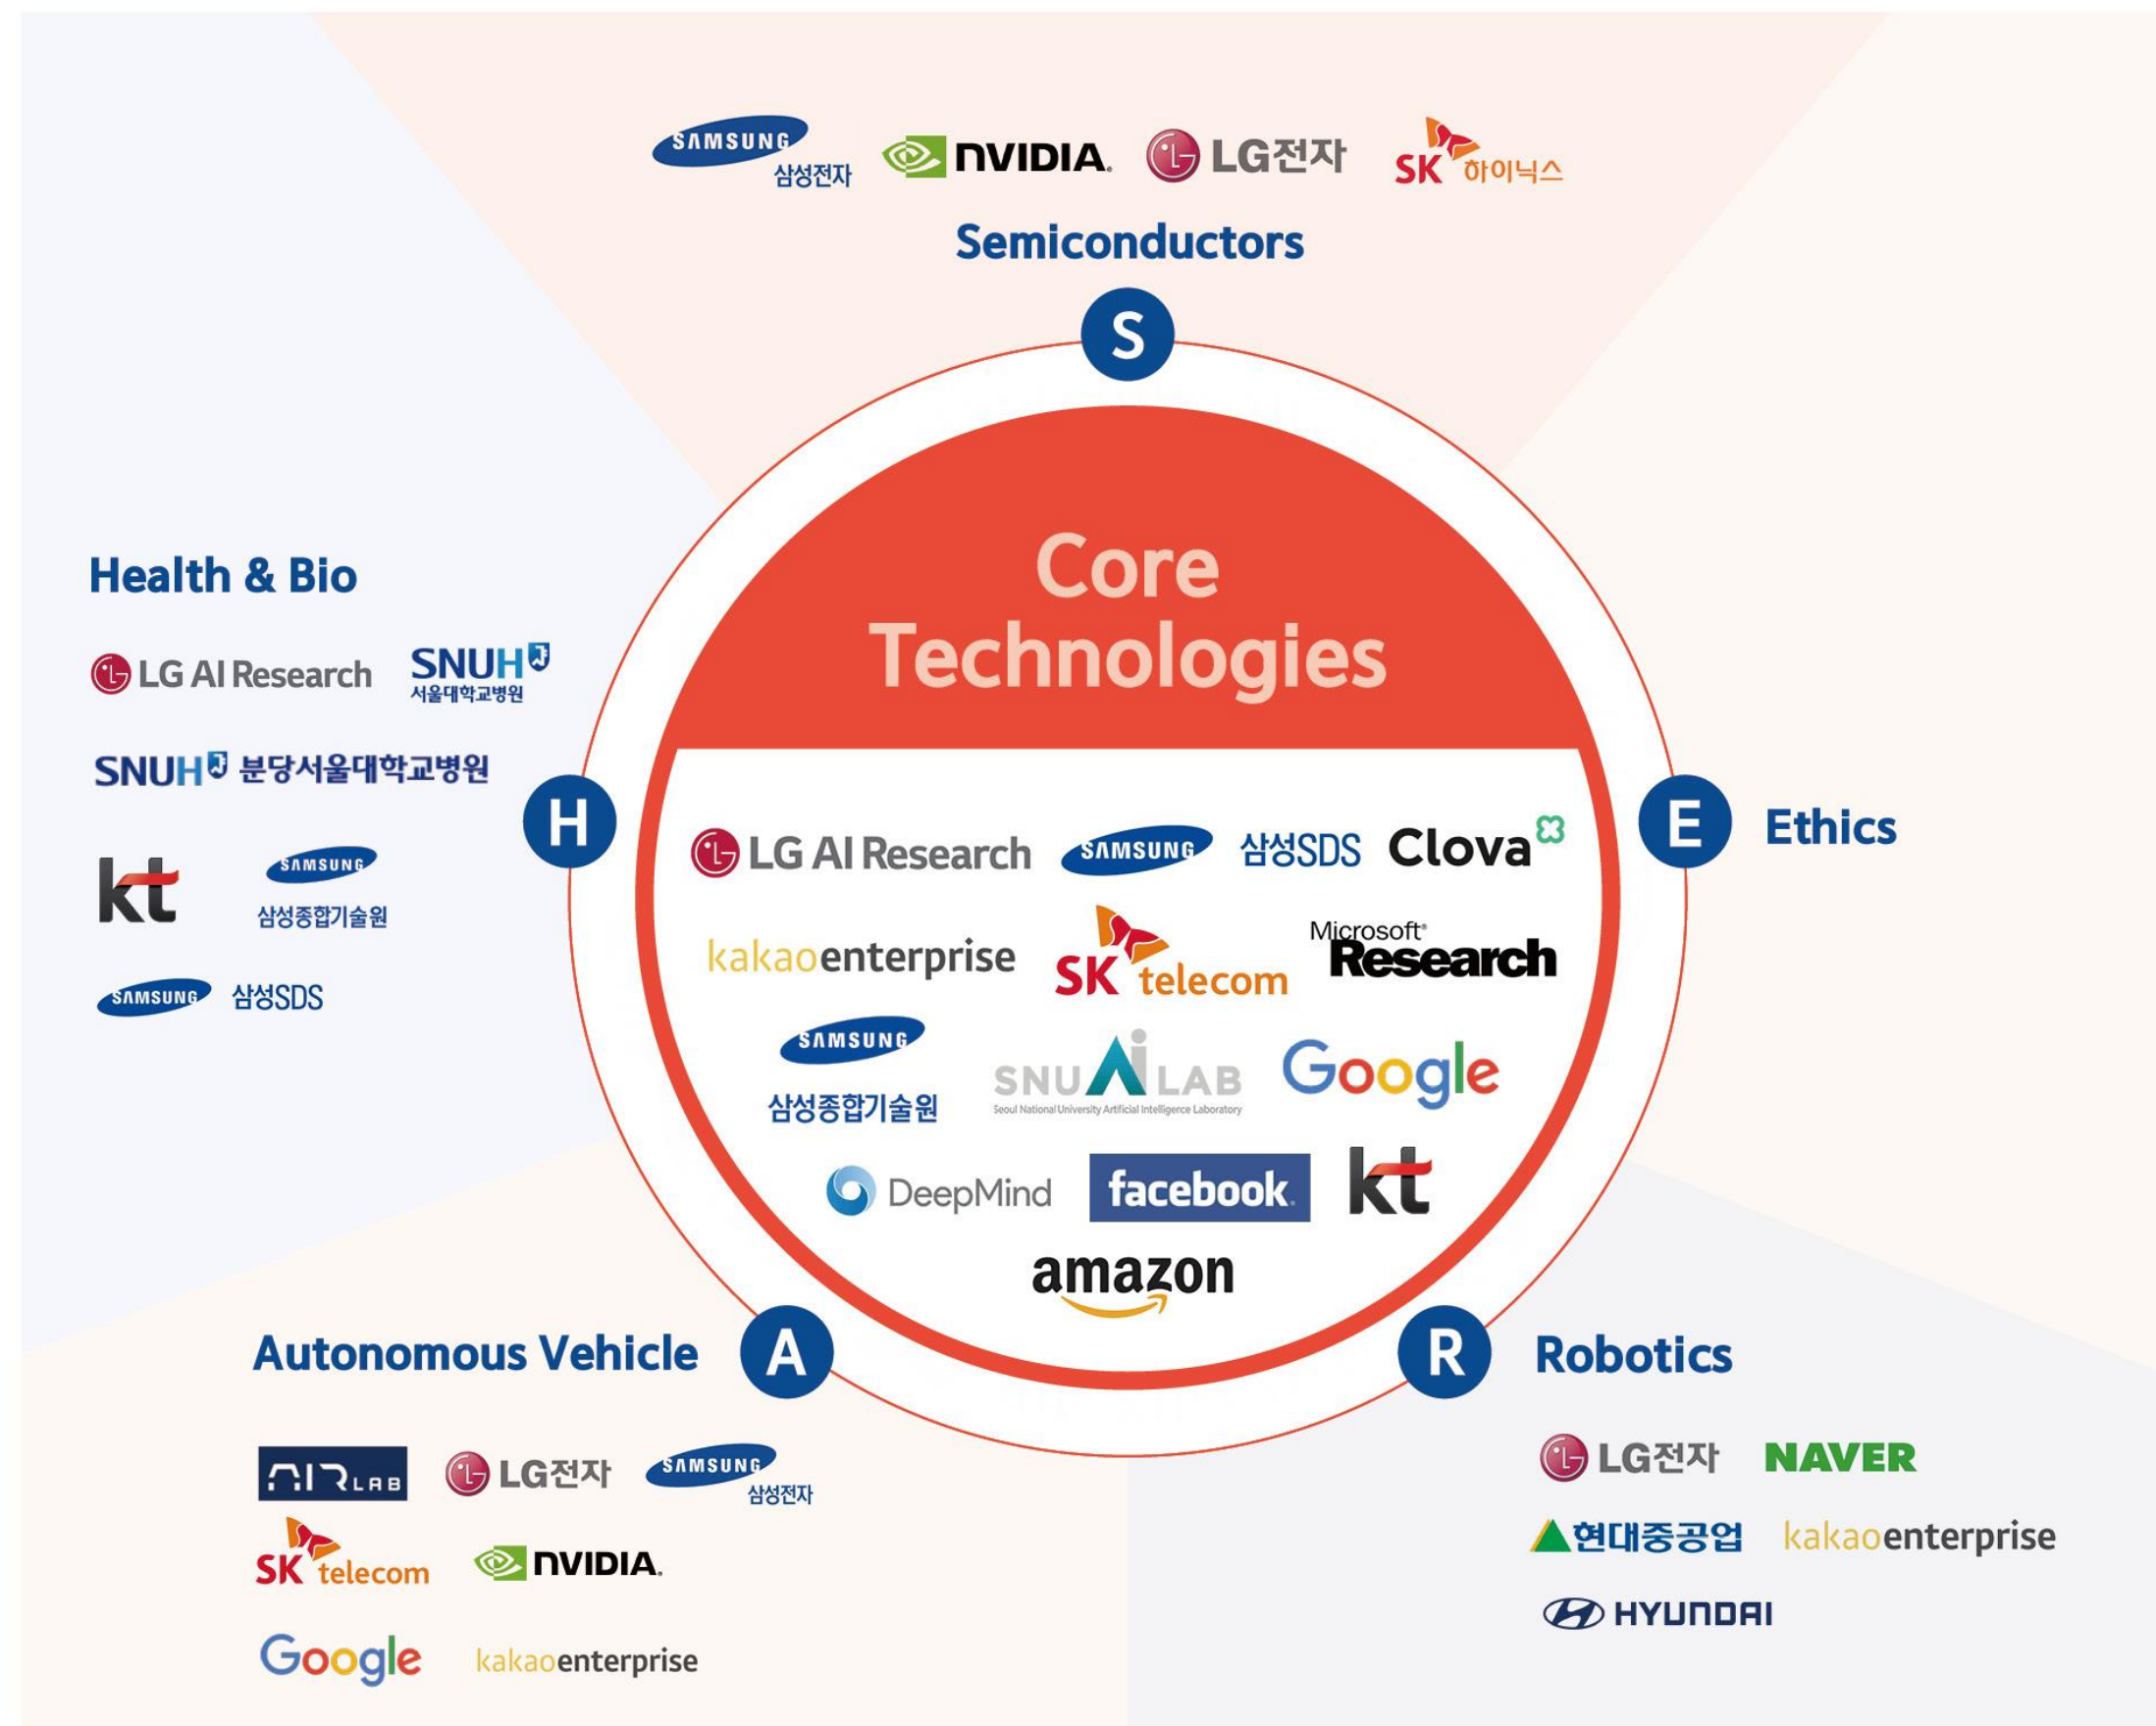 SAMSUNG
삼성전자
NVIDIA.
LG전자
SK 하이닉스
Semiconductors
S
Core
Technologies
Health & Bio
LG AI Research
SNUH
서울대학교병원
SNUH 분당서울대학교병원
kt
SAMSUNG
삼성종합기술원
SAMSUNG 삼성SDS
H
LG AI Research
SAMSUNG 삼성SDS
Clova
kakaoenterprise
SK telecom
Microsoft®
Research
SAMSUNG
삼성종합기술원
SNU Ai LAB
Seoul National University Artificial Intelligence Laboratory
Google
DeepMind
facebook.
kt
amazon
E
Ethics
Autonomous Vehicle
A
AIR LAB
LG전자
SAMSUNG
삼성전자
SK telecom
NVIDIA.
Google
kakaoenterprise
R
Robotics
LG전자
NAVER
현대중공업
kakaoenterprise
HYUNDAI